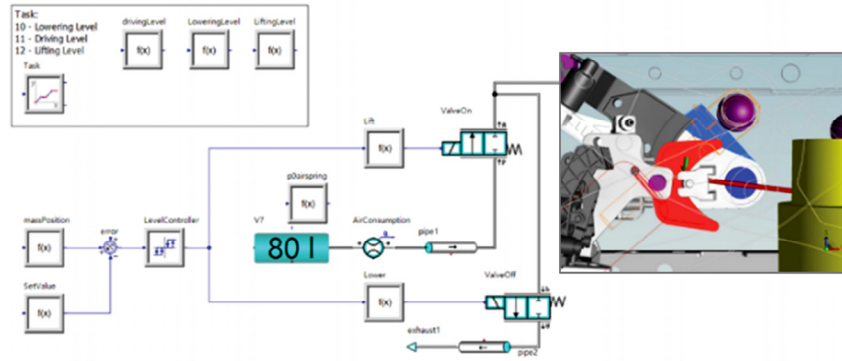 Task:
10 - Lowering Level
11 - Driving Level
12 - Lifting Level
Task
drivingLevel
LoweringLevel
LiftingLevel
f(x)
f(x)
f(x)
Lift
f(x)
ValveOn
p0airspring
f(x)
massPosition
f(x)
error
LevelController
V7
80 l
AirConsumption
pipe1
SetValue
f(x)
Lower
f(x)
ValveOff
exhaust1
pipe2